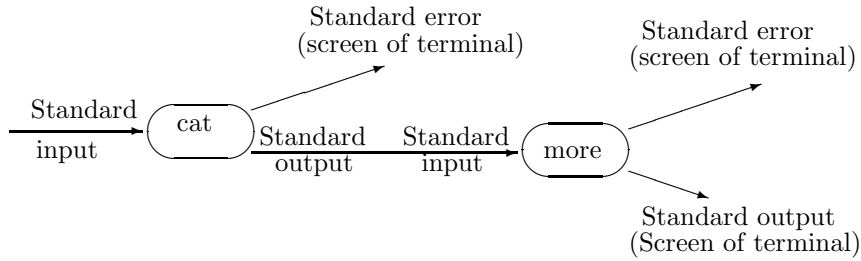 Standard error
(screen of terminal)
Standard error
(screen of terminal)
Standard
input
cat
Standard
output
Standard
input
more
Standard output
(Screen of terminal)